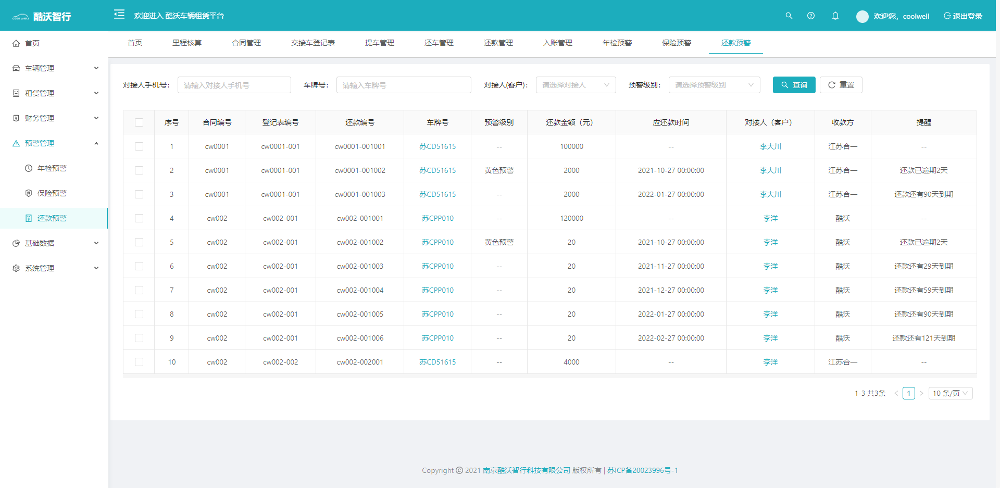 COOLWELL 酷沃智行
欢迎进入 酷沃车辆租赁平台
欢迎您，coolwell
退出登录
首页
车辆管理
租赁管理
财务管理
预警管理
年检预警
保险预警
还款预警
基础数据
系统管理
首页 里程核算 合同管理 交接车登记表 提车管理 还车管理 还款管理 入账管理 年检预警 保险预警 还款预警
对接人手机号： 请输入对接人手机号 车牌号： 请输入车牌号 对接人(客户)： 请选择对接人 预警级别： 请选择预警级别 查询 重置
序号 合同编号 登记表编号 还款编号 车牌号 预警级别 还款金额（元） 应还款时间 对接人（客户） 收款方 提醒
1 cw0001 cw0001-001 cw0001-001001 苏CD51615 -- 100000 -- 李大川 江苏合一 --
2 cw0001 cw0001-001 cw0001-001002 苏CD51615 黄色预警 2000 2021-10-27 00:00:00 李大川 江苏合一 还款已逾期2天
3 cw0001 cw0001-001 cw0001-001003 苏CD51615 -- 2000 2022-01-27 00:00:00 李大川 江苏合一 还款还有90天到期
4 cw002 cw002-001 cw002-001001 苏CPP010 -- 120000 -- 李洋 酷沃 --
5 cw002 cw002-001 cw002-001002 苏CPP010 黄色预警 20 2021-10-27 00:00:00 李洋 酷沃 还款已逾期2天
6 cw002 cw002-001 cw002-001003 苏CPP010 -- 20 2021-11-27 00:00:00 李洋 酷沃 还款还有29天到期
7 cw002 cw002-001 cw002-001004 苏CPP010 -- 20 2021-12-27 00:00:00 李洋 酷沃 还款还有59天到期
8 cw002 cw002-001 cw002-001005 苏CPP010 -- 20 2022-01-27 00:00:00 李洋 酷沃 还款还有90天到期
9 cw002 cw002-001 cw002-001006 苏CPP010 -- 20 2022-02-27 00:00:00 李洋 酷沃 还款还有121天到期
10 cw002 cw002-002 cw002-002001 苏CD51615 -- 4000 -- 李洋 江苏合一 --
1-3 共3条 < 1 > 10 条/页
Copyright © 2021 南京酷沃智行科技有限公司 版权所有 | 苏ICP备20023996号-1